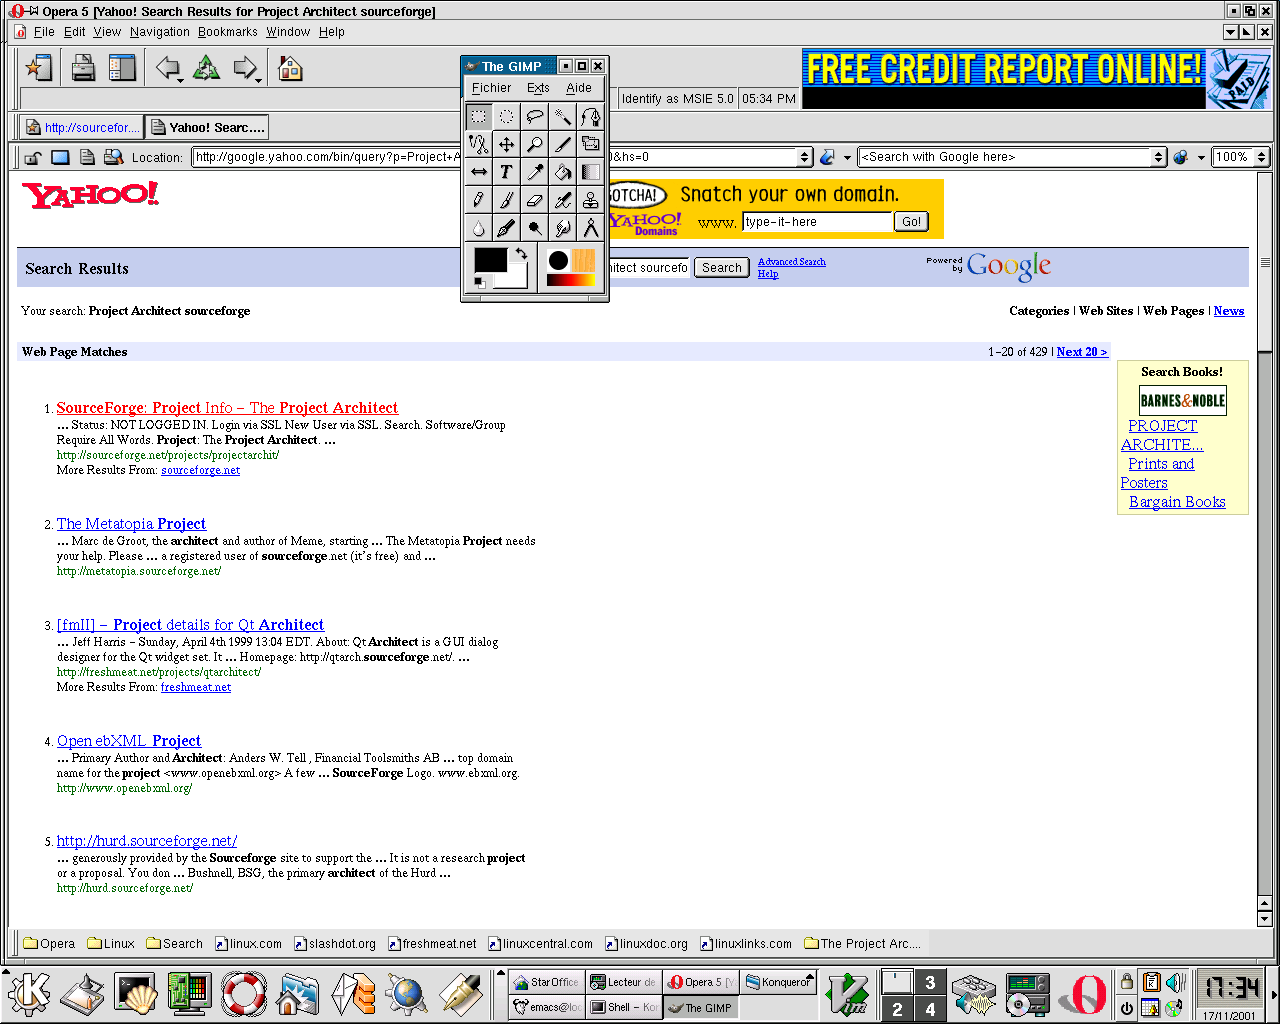 Opera 5 [Yahoo! Search Results for Project Architect sourceforge]
File Edit View Navigation Bookmarks Window Help
FREE CREDIT REPORT ONLINE!
PAID
Identify as MSIE 5.0 05:34 PM
The GIMP
Fichier Exts Aide
http://sourcefor.... Yahoo! Searc....
Location: http://google.yahoo.com/bin/query?p=Project+A 0&hs=0 <Search with Google here> 100%
YAHOO!
GOTCHA! Snatch your own domain.
YAHOO! Domains www. type-it-here Go!
Search Results hitect sourcefo Search Advanced Search Help Powered by Google
Your search: Project Architect sourceforge Categories | Web Sites | Web Pages | News
Web Page Matches 1-20 of 429 | Next 20 >
Search Books!
BARNES&NOBLE
PROJECT
ARCHITE...
Prints and
Posters
Bargain Books
1. SourceForge: Project Info - The Project Architect
... Status: NOT LOGGED IN. Login via SSL New User via SSL. Search. Software/Group
Require All Words. Project: The Project Architect. ...
http://sourceforge.net/projects/projectarchit/
More Results From: sourceforge.net
2. The Metatopia Project
... Marc de Groot, the architect and author of Meme, starting ... The Metatopia Project needs
your help. Please ... a registered user of sourceforge.net (it's free) and ...
http://metatopia.sourceforge.net/
3. [fmII] - Project details for Qt Architect
... Jeff Harris - Sunday, April 4th 1999 13:04 EDT. About: Qt Architect is a GUI dialog
designer for the Qt widget set. It ... Homepage: http://qtarch.sourceforge.net/. ...
http://freshmeat.net/projects/qtarchitect/
More Results From: freshmeat.net
4. Open ebXML Project
... Primary Author and Architect: Anders W. Tell , Financial Toolsmiths AB ... top domain
name for the project <www.openebxml.org> A few ... SourceForge Logo. www.ebxml.org.
http://www.openebxml.org/
5. http://hurd.sourceforge.net/
... generously provided by the Sourceforge site to support the ... It is not a research project
or a proposal. You don ... Bushnell, BSG, the primary architect of the Hurd ...
http://hurd.sourceforge.net/
Opera Linux Search linux.com slashdot.org freshmeat.net linuxcentral.com linuxdoc.org linuxlinks.com The Project Arc....
Star Office. Lecteur de Opera 5 [Y Konqueror
emacs@loc Shell - Kon The GIMP
Vim
2 3 4
17:34
17/11/2001